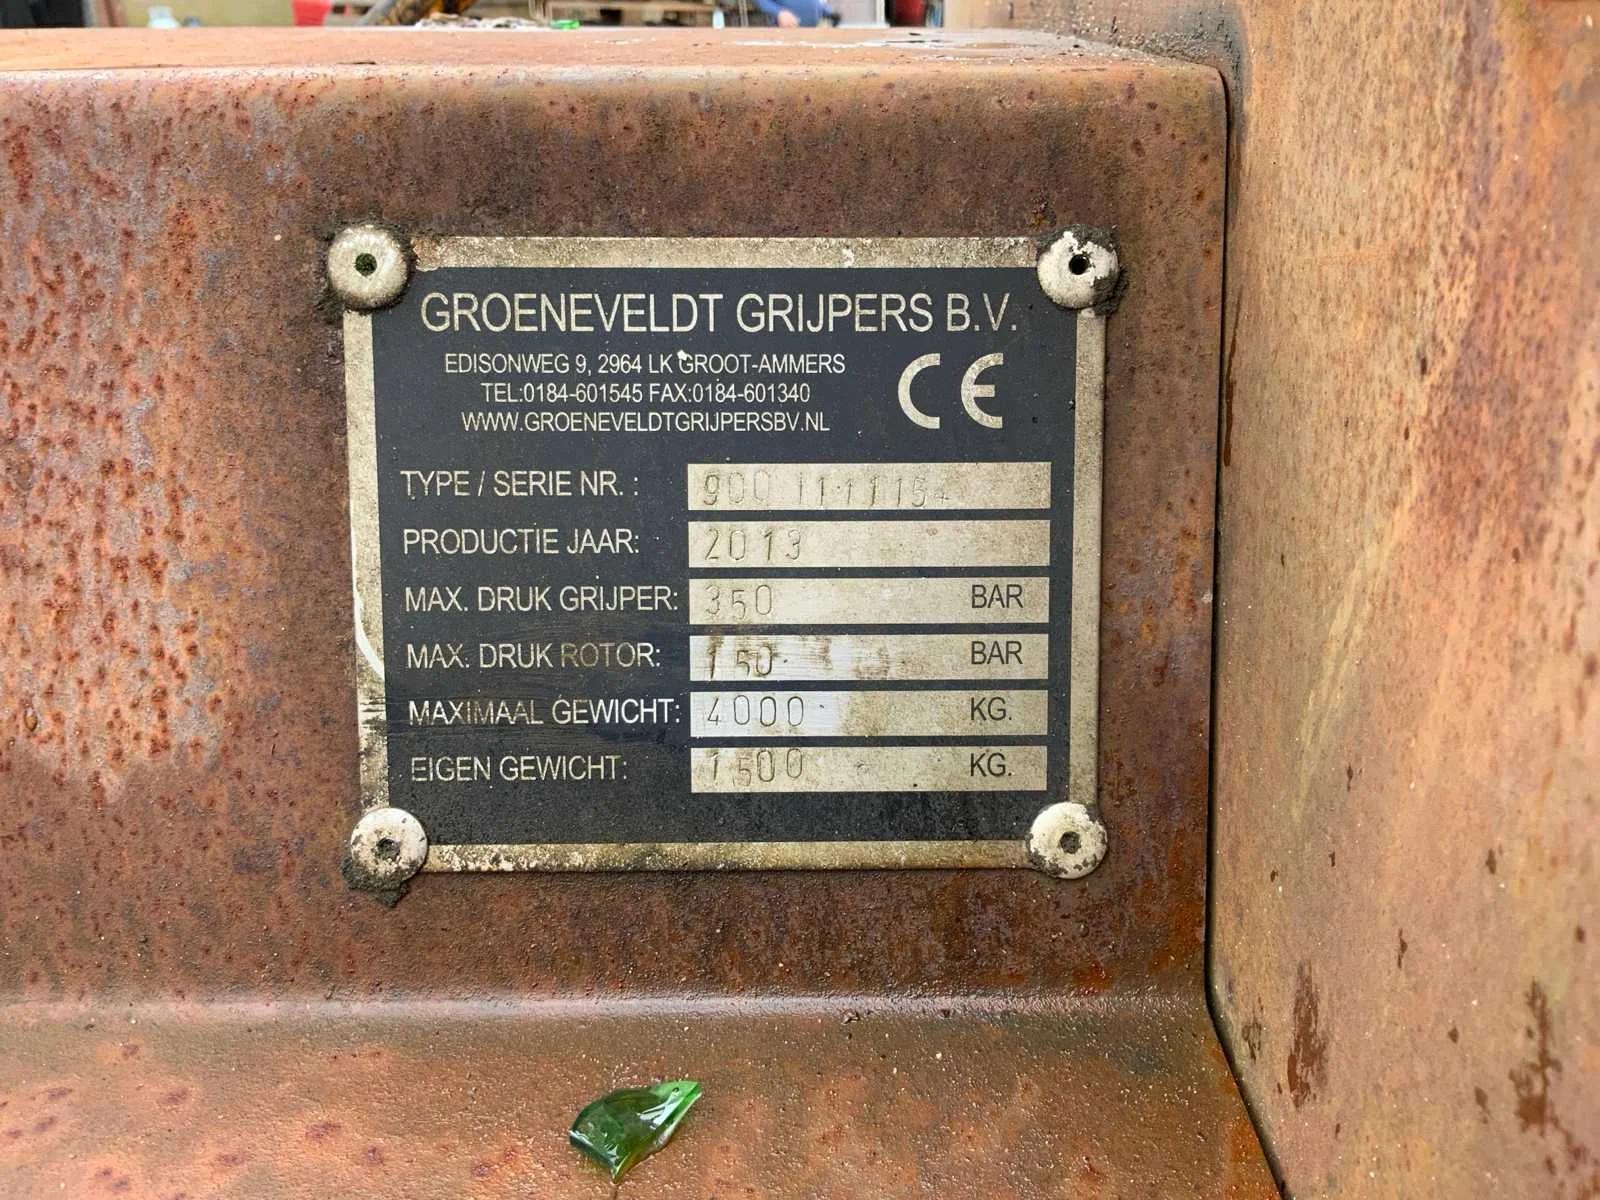 GROENEVELDT GRIJPERS B.V.
EDISONWEG 9, 2964 LK GROOT-AMMERS
TEL:0184-601545 FAX:0184-601340
WWW.GROENEVELDTGRIJPERSBV.NL
CE
TYPE / SERIE NR. : 900
PRODUCTIE JAAR: 2013
MAX. DRUK GRIJPER: 350 BAR
MAX. DRUK ROTOR: 150 BAR
MAXIMAAL GEWICHT: 4000 KG.
EIGEN GEWICHT: 1500 KG.